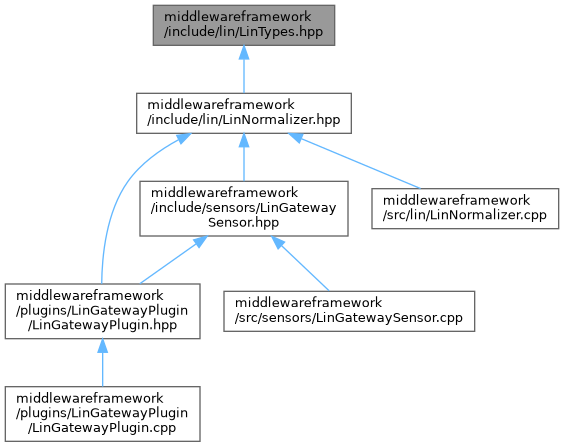 middlewareframework
/include/lin/LinTypes.hpp
middlewareframework
/include/lin/LinNormalizer.hpp
middlewareframework
/include/sensors/LinGateway
Sensor.hpp
middlewareframework
/src/lin/LinNormalizer.cpp
middlewareframework
/plugins/LinGatewayPlugin
/LinGatewayPlugin.hpp
middlewareframework
/src/sensors/LinGatewaySensor.cpp
middlewareframework
/plugins/LinGatewayPlugin
/LinGatewayPlugin.cpp